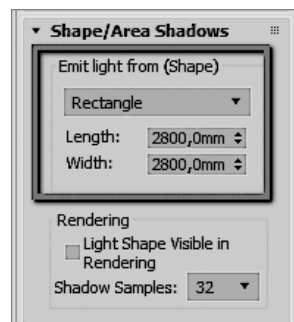 Shape/Area Shadows
Emit light from (Shape)
Rectangle
Length: 2800,0mm
Width: 2800,0mm
Rendering
Light Shape Visible in
Rendering
Shadow Samples: 32